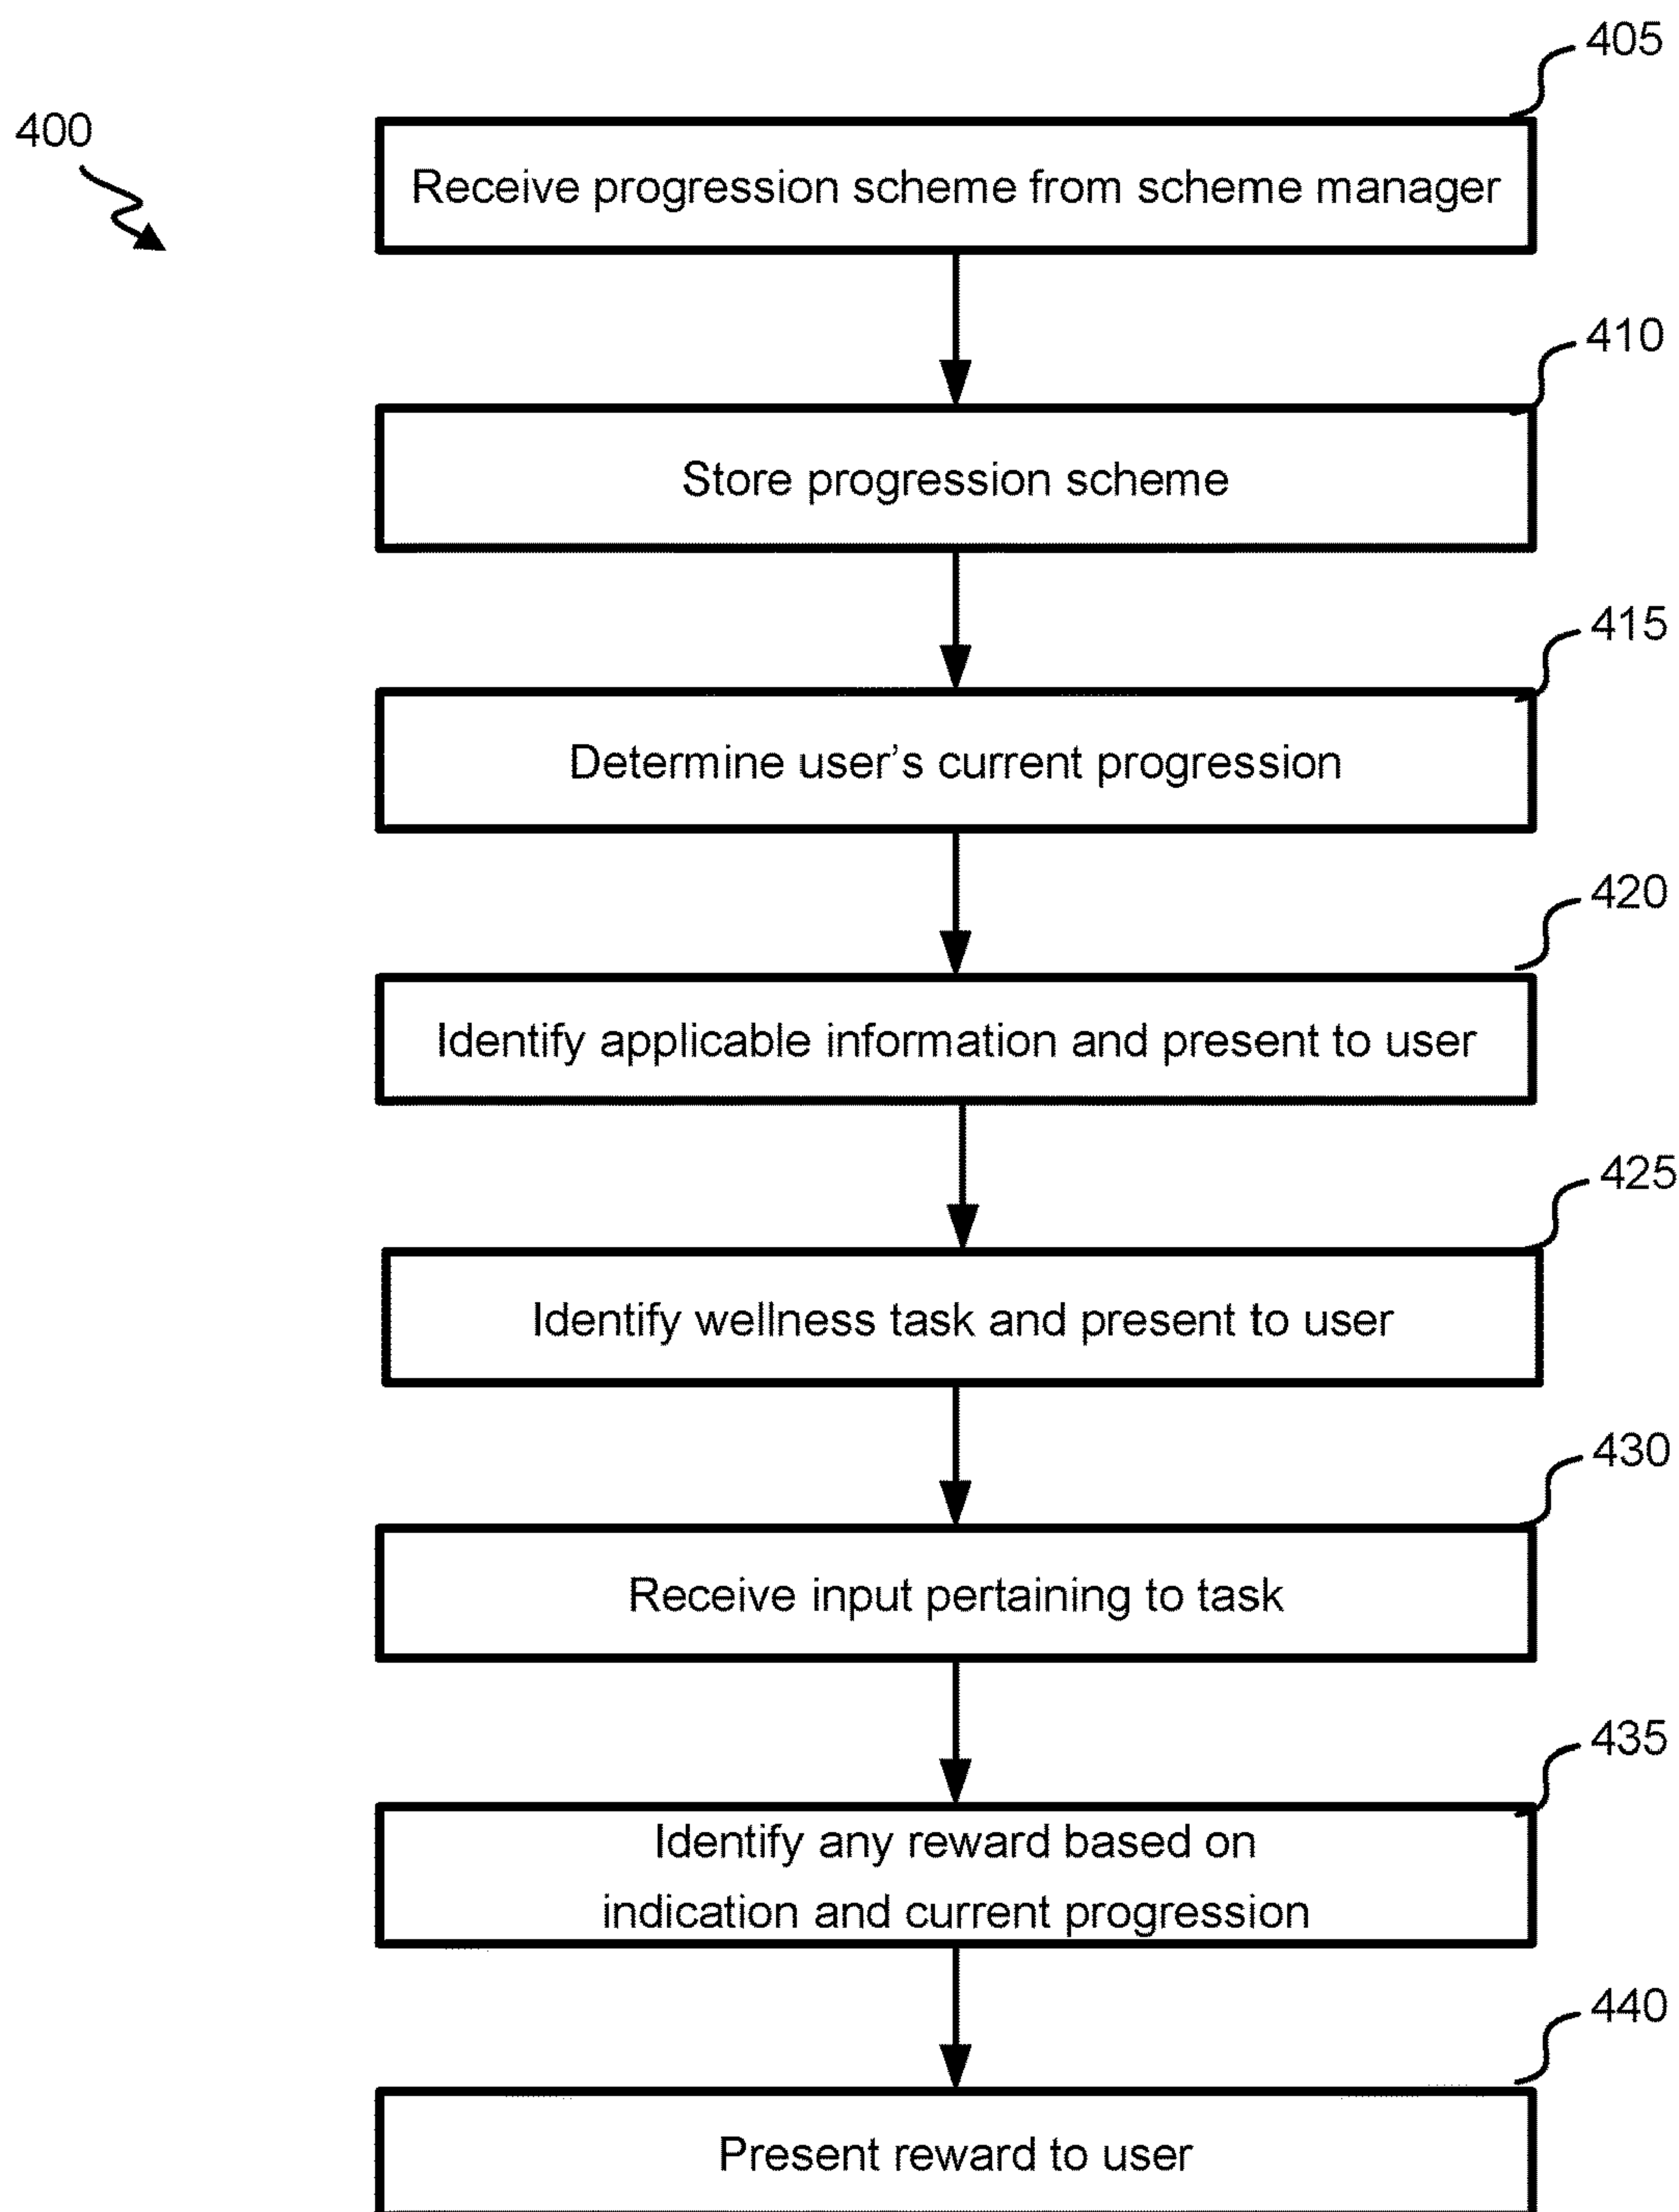 405
400
Receive progression scheme from scheme manager
410
Store progression scheme
415
Determine user's current progression
420
Identify applicable information and present to user
425
Identify wellness task and present to user
430
Receive input pertaining to task
435
Identify any reward based on
indication and current progression
440
Present reward to user